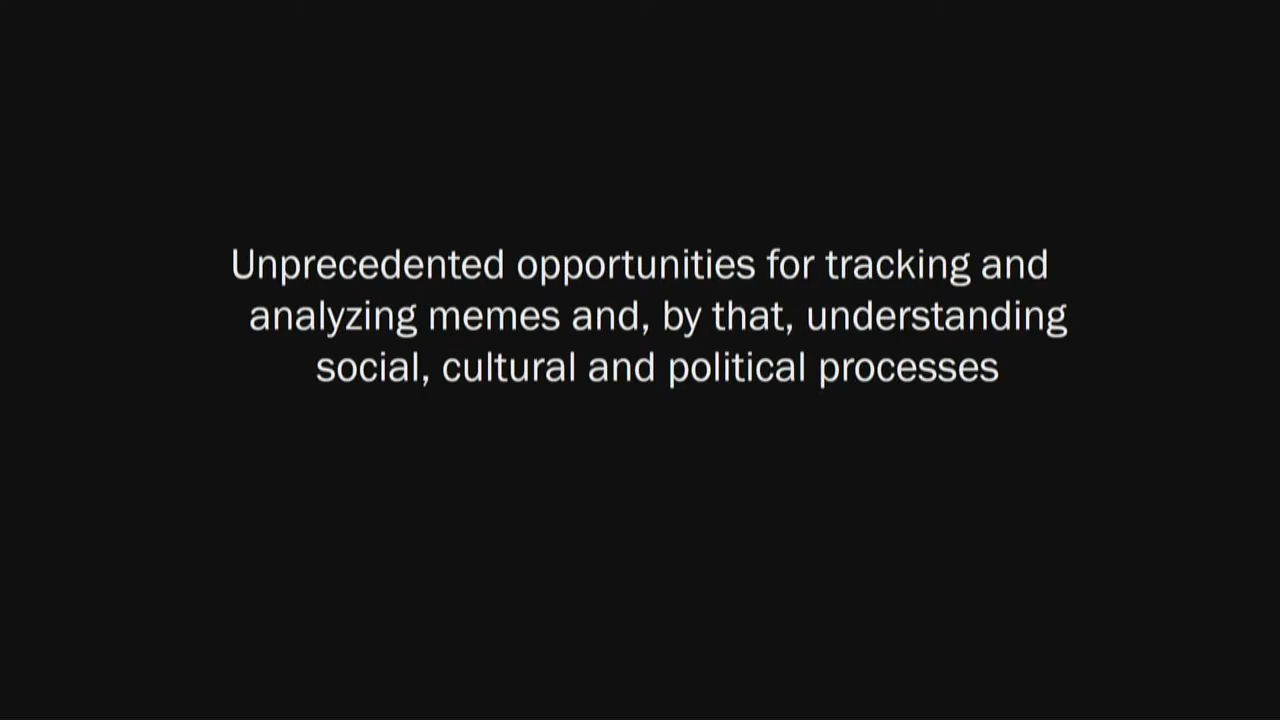 Unprecedented opportunities for tracking and
analyzing memes and, by that, understanding
social, cultural and political processes